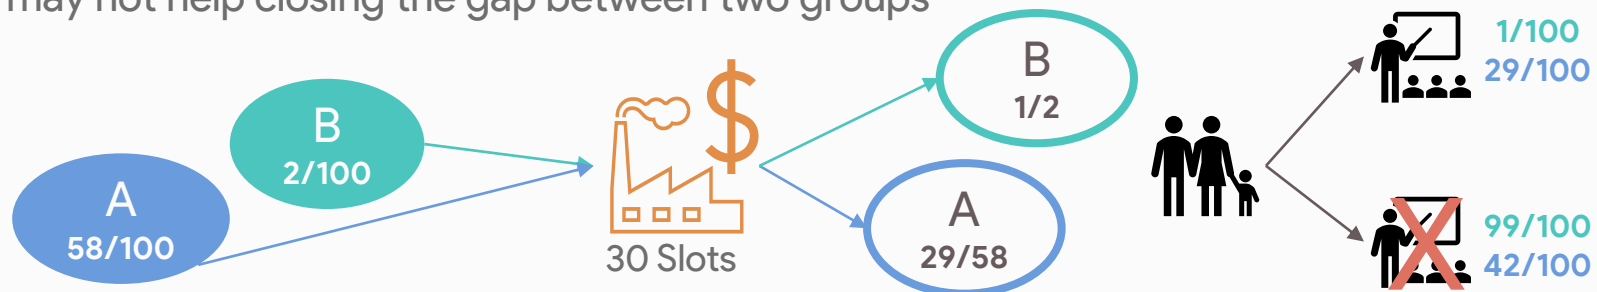 may not help closing the gap between two groups
A
58/100
B
2/100
$
30 Slots
B
1/2
A
29/58
1/100
29/100
99/100
42/100